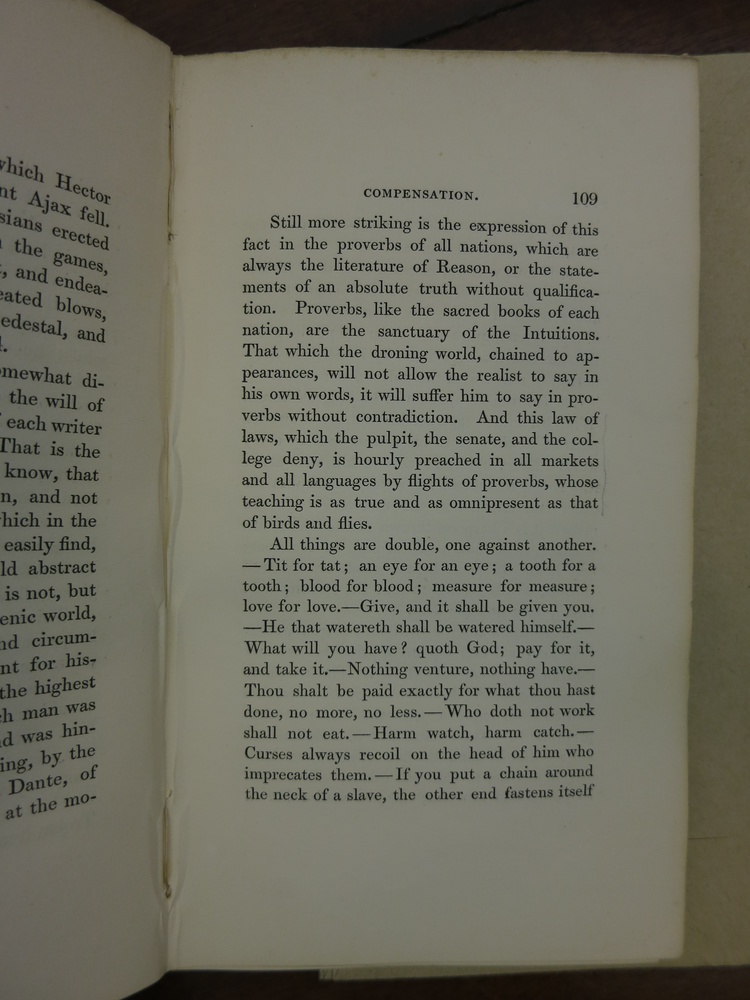 which Hector
nt Ajax fell.
sians erected
the games,
, and endea-
eated blows,
edestal, and
.
omewhat di-
the will of
each writer
That is the
know, that
n, and not
which in the
easily find,
ld abstract
is not, but
enic world,
nd circum-
nt for his-
the highest
h man was
d was hin-
ing, by the
Dante, of
at the mo-
COMPENSATION. 109
Still more striking is the expression of this
fact in the proverbs of all nations, which are
always the literature of Reason, or the state-
ments of an absolute truth without qualifica-
tion. Proverbs, like the sacred books of each
nation, are the sanctuary of the Intuitions.
That which the droning world, chained to ap-
pearances, will not allow the realist to say in
his own words, it will suffer him to say in pro-
verbs without contradiction. And this law of
laws, which the pulpit, the senate, and the col-
lege deny, is hourly preached in all markets
and all languages by flights of proverbs, whose
teaching is as true and as omnipresent as that
of birds and flies.
All things are double, one against another.
— Tit for tat; an eye for an eye; a tooth for a
tooth; blood for blood; measure for measure;
love for love.—Give, and it shall be given you.
—He that watereth shall be watered himself.—
What will you have? quoth God; pay for it,
and take it.—Nothing venture, nothing have.—
Thou shalt be paid exactly for what thou hast
done, no more, no less. — Who doth not work
shall not eat. — Harm watch, harm catch. —
Curses always recoil on the head of him who
imprecates them. — If you put a chain around
the neck of a slave, the other end fastens itself